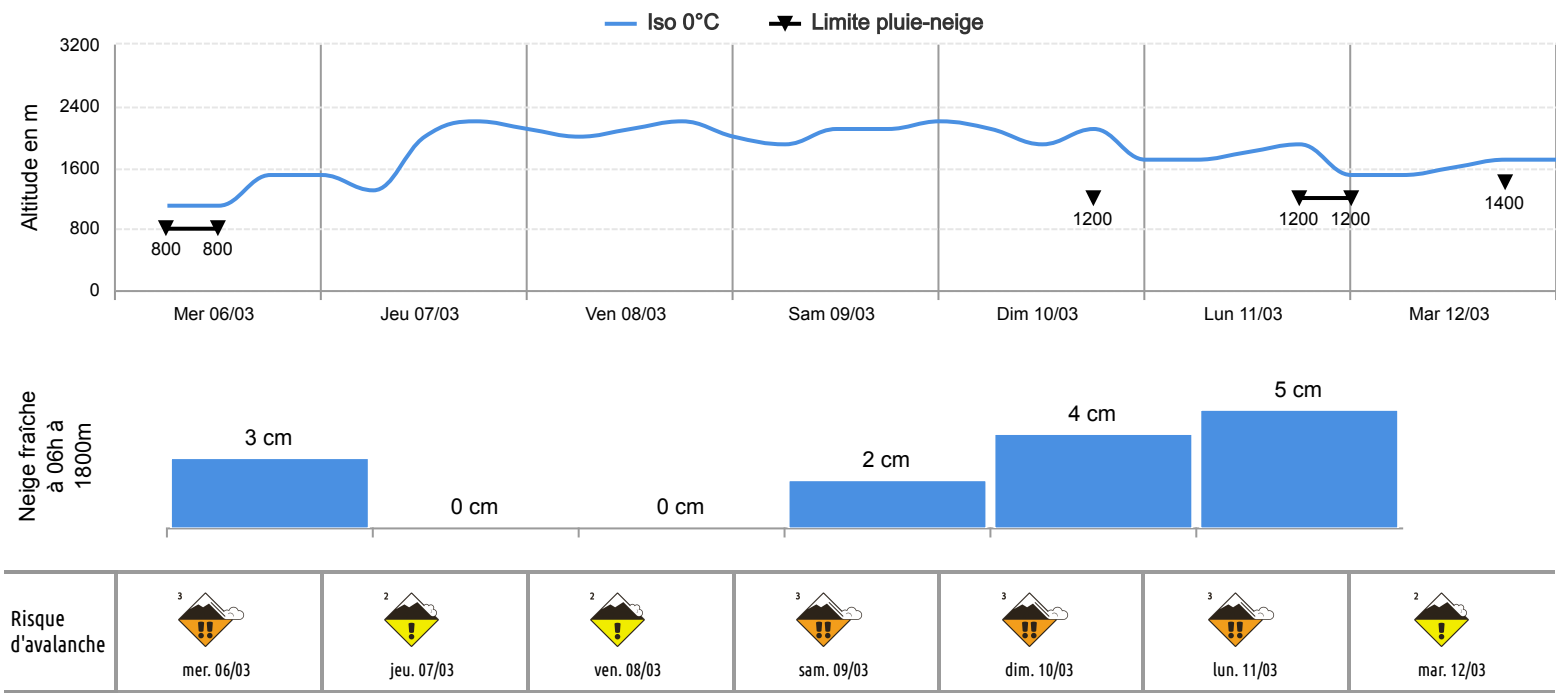 Iso 0°C
Limite pluie-neige
Altitude en m
3200
2400
1600
800
0
800
800
1200
1200
1200
1400
Mer 06/03
Jeu 07/03
Ven 08/03
Sam 09/03
Dim 10/03
Lun 11/03
Mar 12/03
Neige fraîche
à 06h à
1800m
3 cm
0 cm
0 cm
2 cm
4 cm
5 cm
Risque
d'avalanche
3
!!
mer. 06/03
2
!
jeu. 07/03
2
!
ven. 08/03
3
!!
sam. 09/03
3
!!
dim. 10/03
3
!!
lun. 11/03
2
!
mar. 12/03